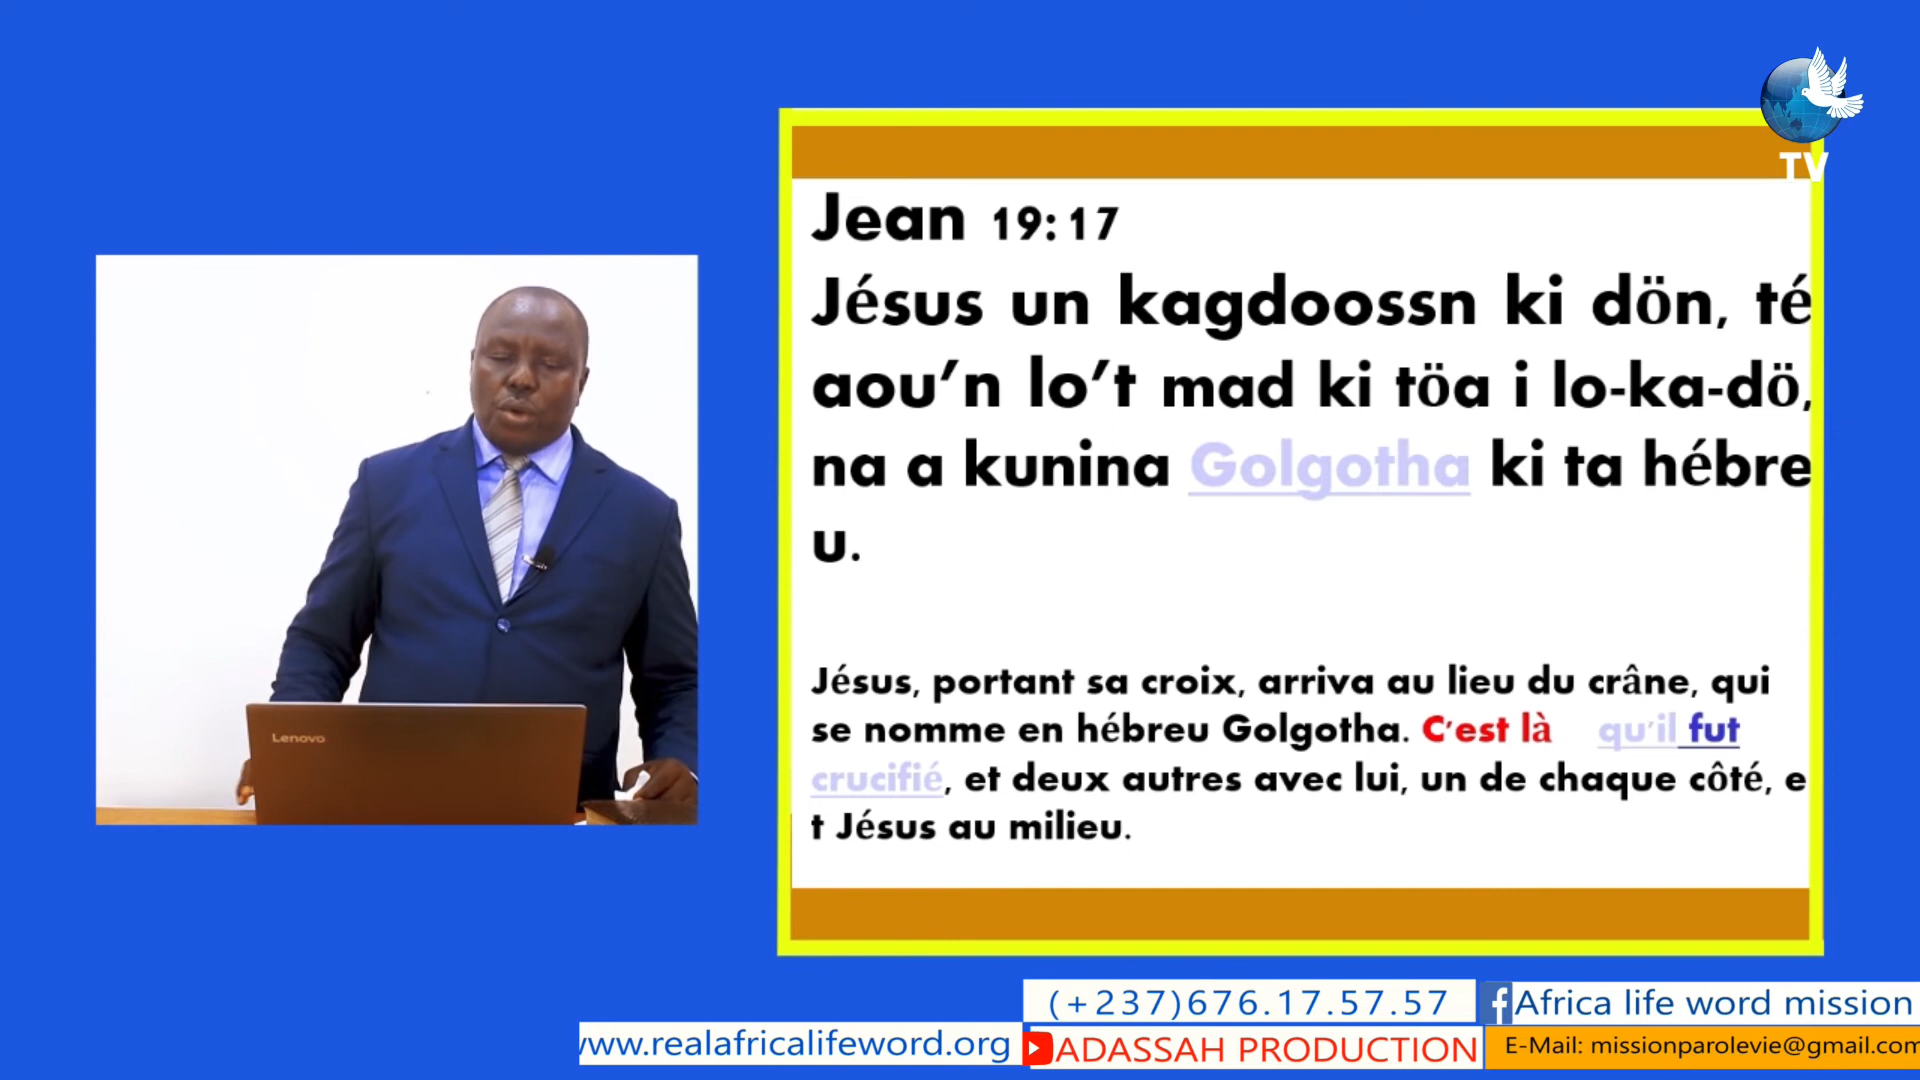 TV
Jean 19:17
Jésus un kagdoossn ki dön, té
aou’n lo’t mad ki töa i lo-ka-dö,
na a kunina Golgotha ki ta hébre
u.
Jésus, portant sa croix, arriva au lieu du crâne, qui
se nomme en hébreu Golgotha. C'est là qu'il fut
crucifié, et deux autres avec lui, un de chaque côté, e
t Jésus au milieu.
Lenovo
(+237)676.17.57.57
Africa life word mission
www.realafricalifeword.org
ADASSAH PRODUCTION
E-Mail: missionparolevie@gmail.com